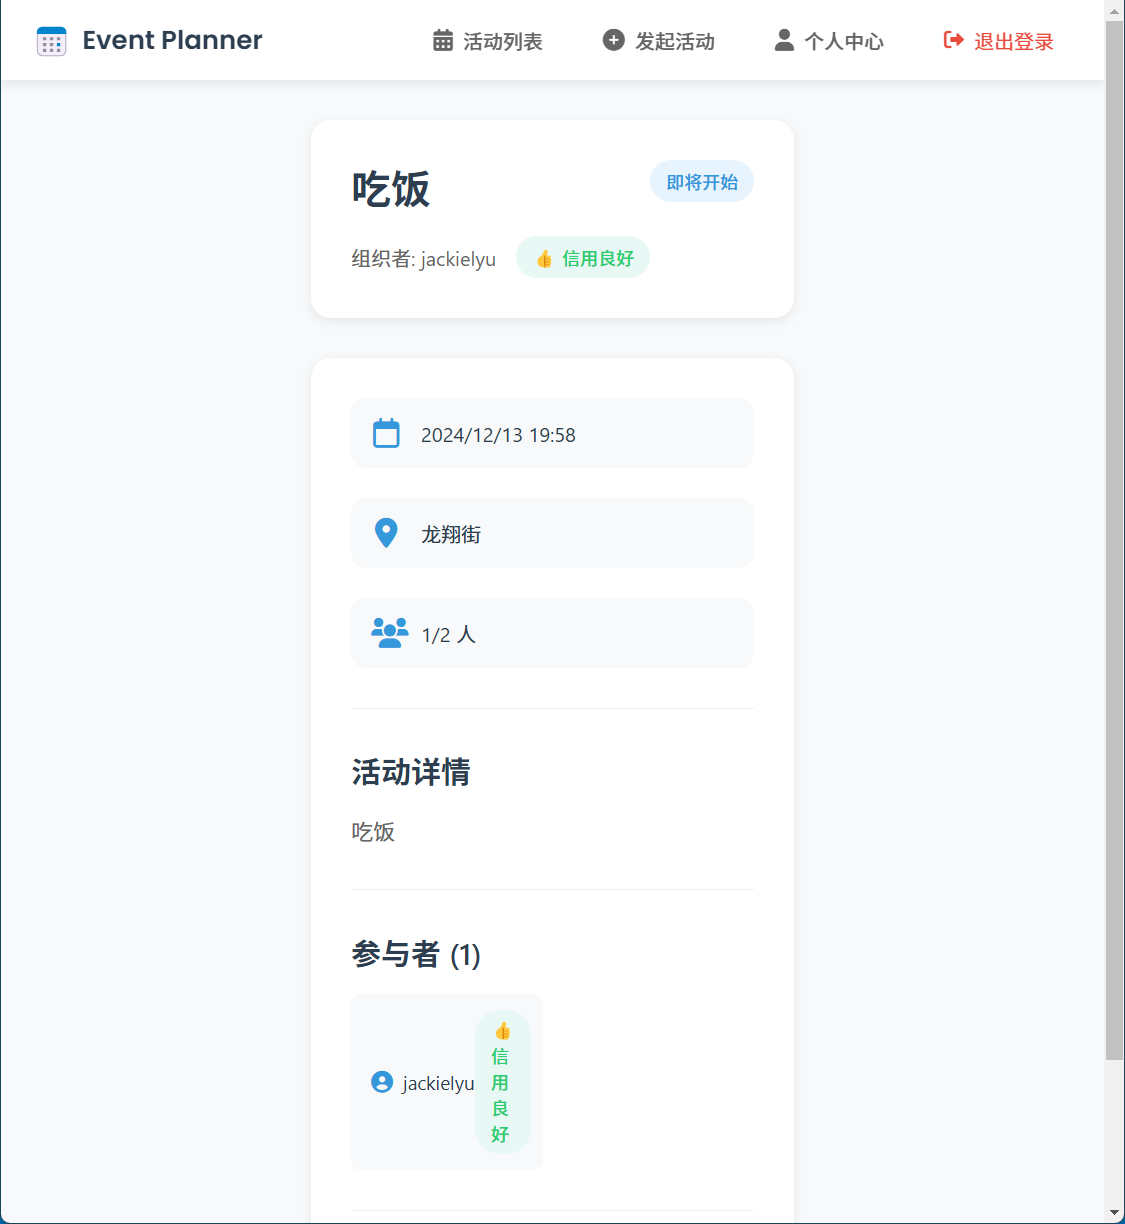 Event Planner
活动列表
发起活动
个人中心
退出登录
吃饭
即将开始
组织者: jackielyu
👍 信用良好
2024/12/13 19:58
龙翔街
1/2 人
活动详情
吃饭
参与者 (1)
jackielyu
👍
信
用
良
好